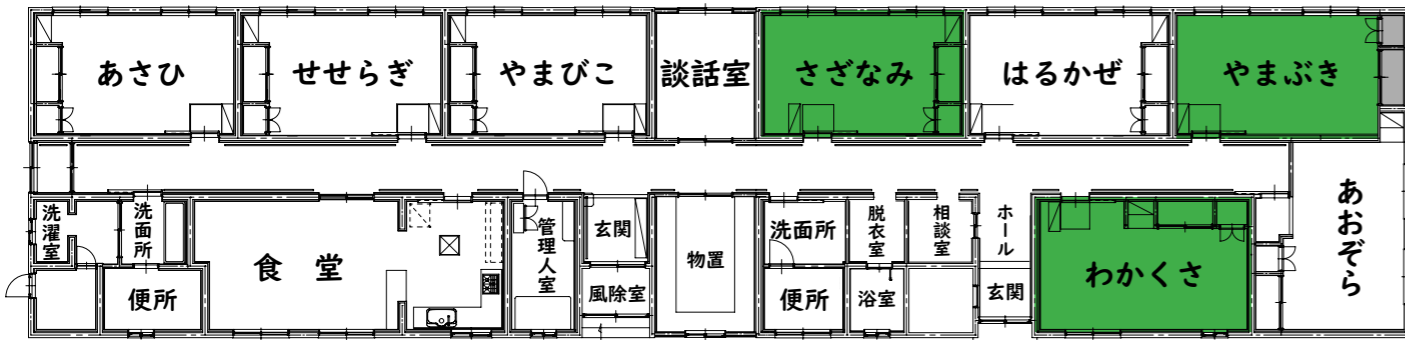 あさひ
せせらぎ
やまびこ
談話室
さざなみ
はるかぜ
やまぶき
洗濯室
洗面所
便所
食堂
管理人室
玄関
風除室
物置
洗面所
便所
脱衣室
浴室
相談室
ホール
玄関
わかくさ
あおぞら